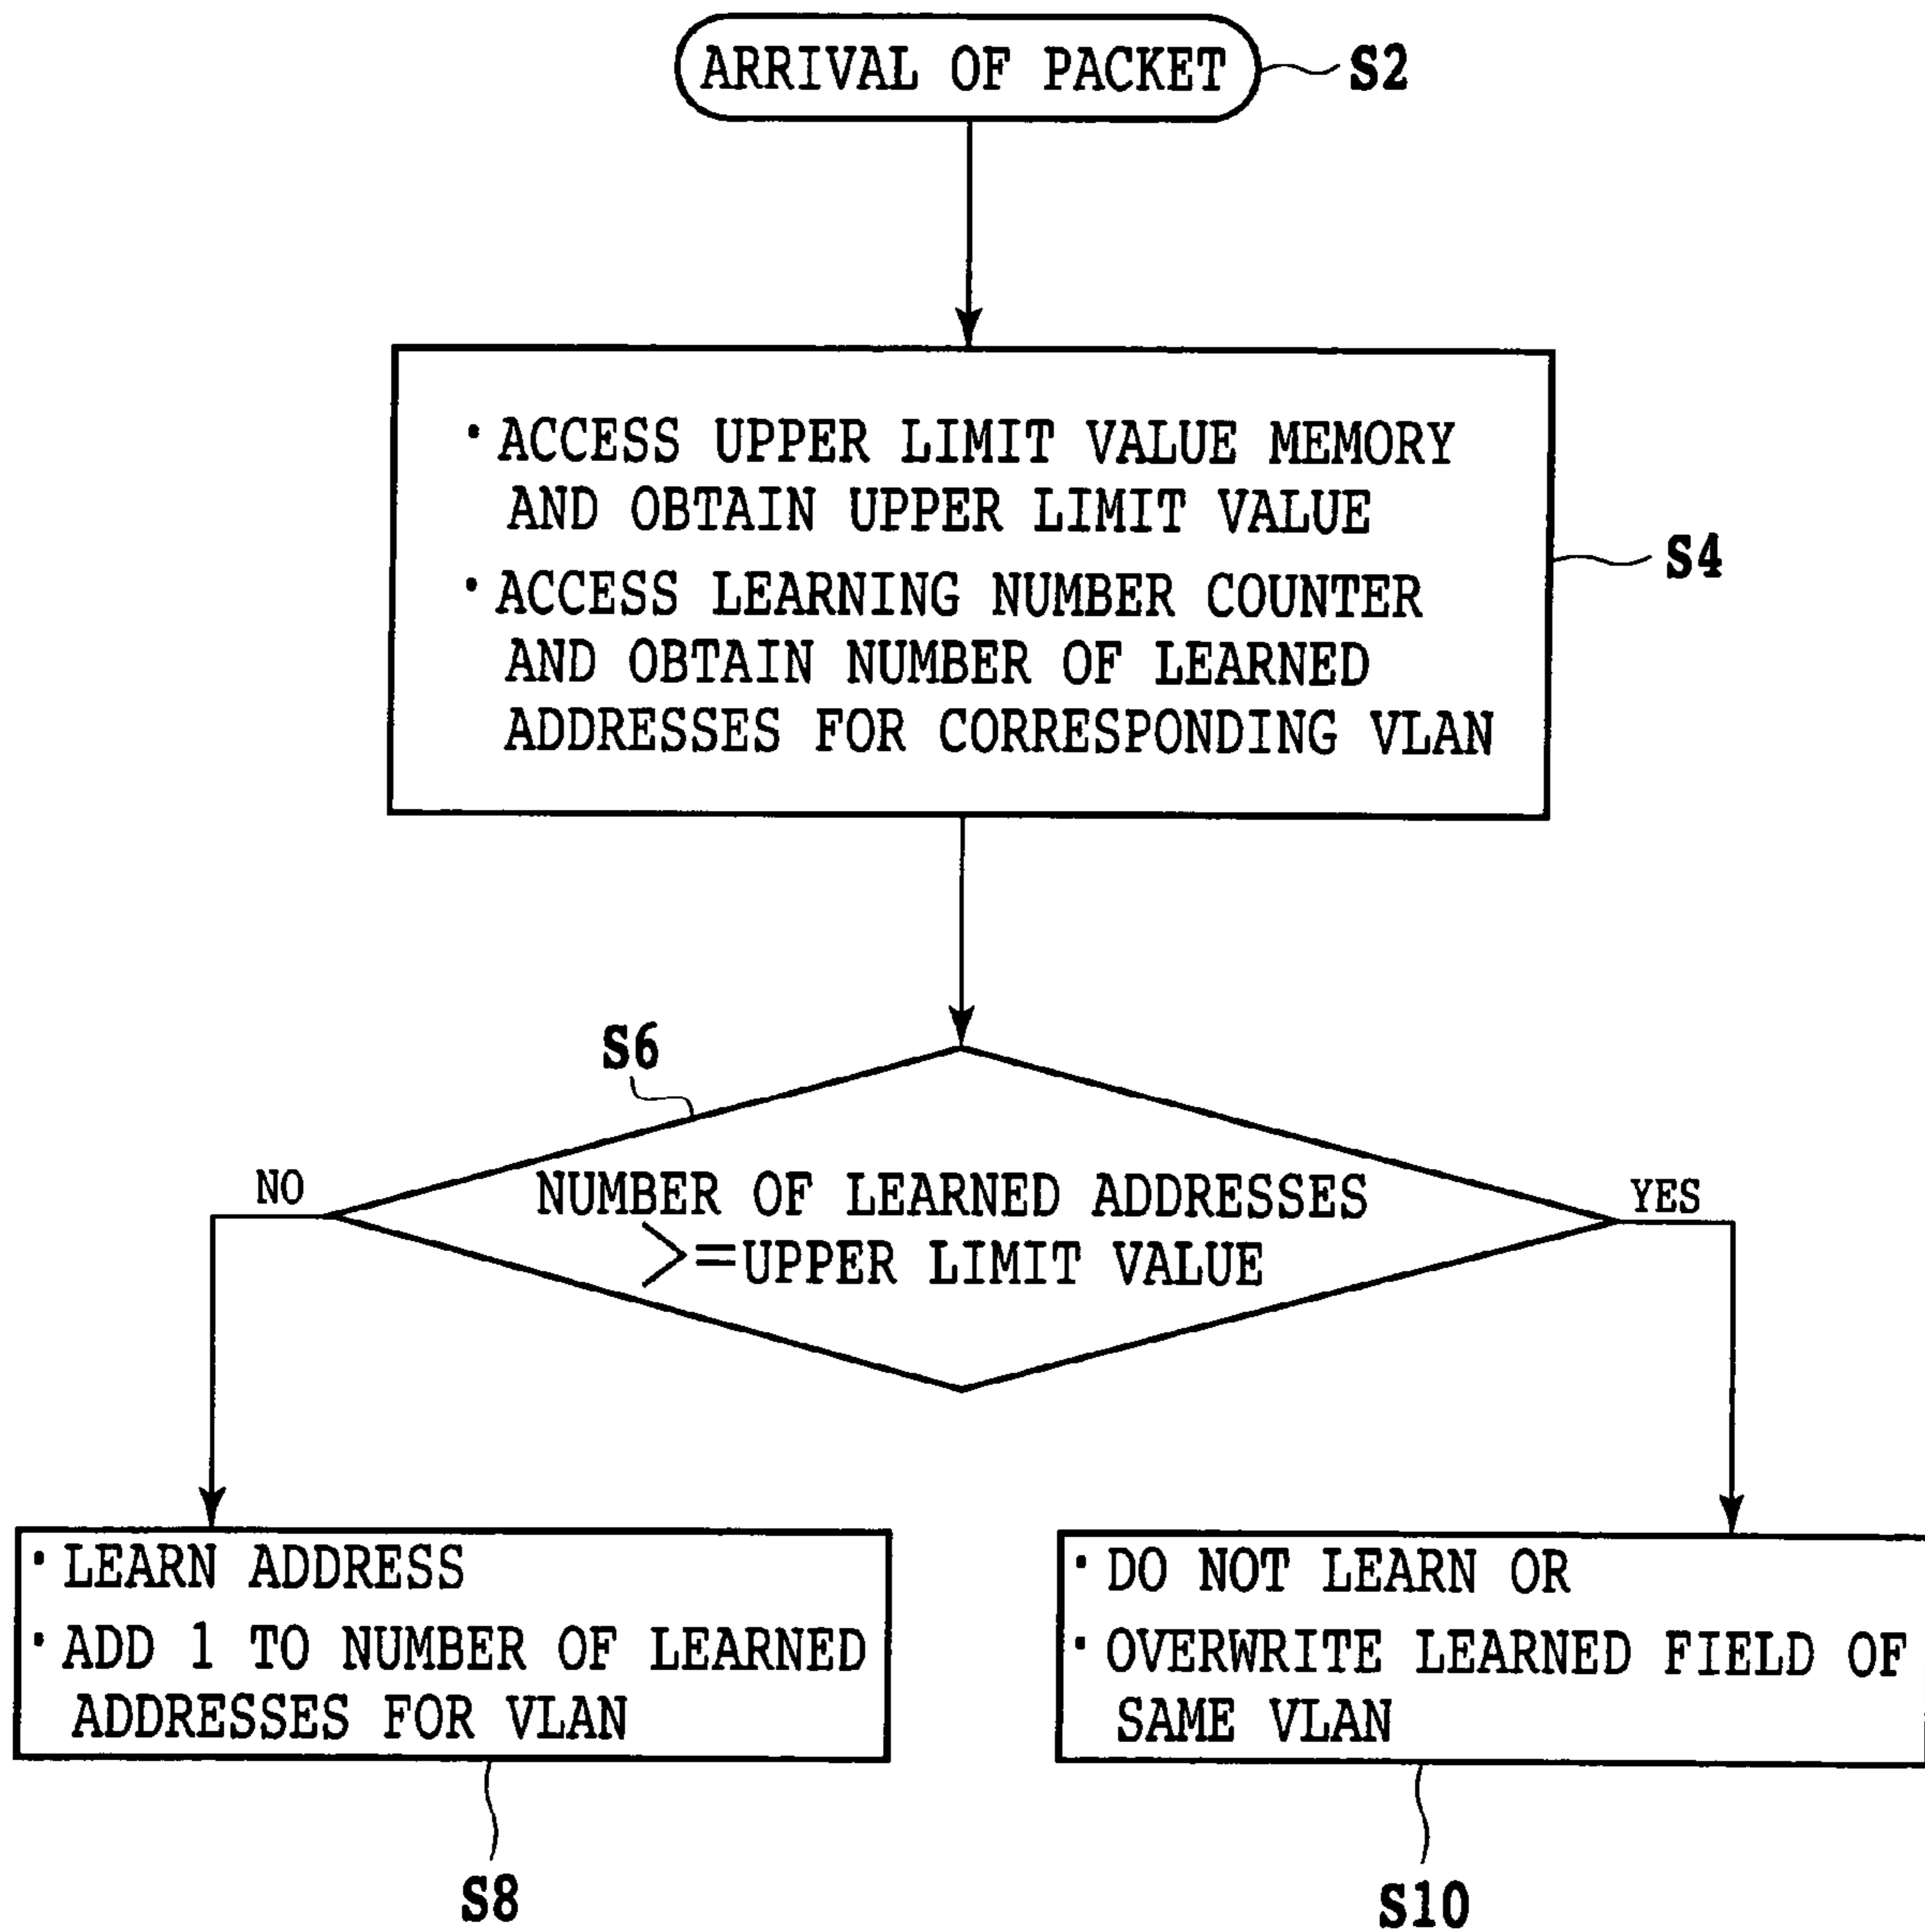 ARRIVAL OF PACKET
S2
・ACCESS UPPER LIMIT VALUE MEMORY
AND OBTAIN UPPER LIMIT VALUE
・ACCESS LEARNING NUMBER COUNTER
AND OBTAIN NUMBER OF LEARNED
ADDRESSES FOR CORRESPONDING VLAN
S4
S6
NUMBER OF LEARNED ADDRESSES
>=UPPER LIMIT VALUE
NO
YES
・LEARN ADDRESS
・ADD 1 TO NUMBER OF LEARNED
ADDRESSES FOR VLAN
S8
・DO NOT LEARN OR
・OVERWRITE LEARNED FIELD OF
SAME VLAN
S10